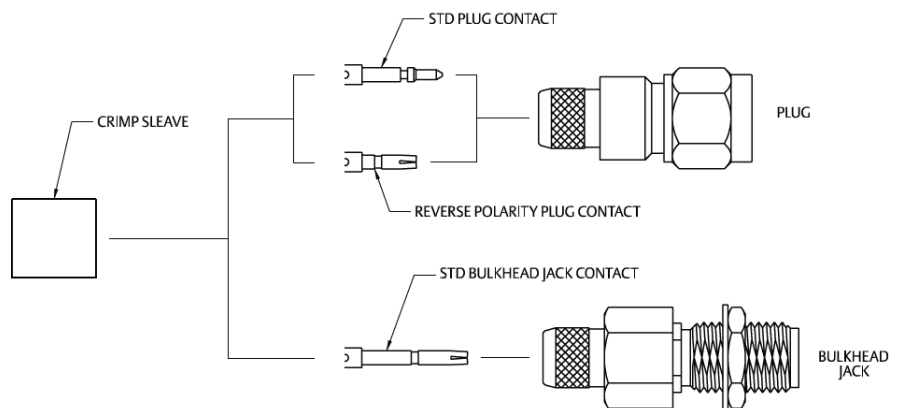 STD PLUG CONTACT
CRIMP SLEAVE
PLUG
REVERSE POLARITY PLUG CONTACT
STD BULKHEAD JACK CONTACT
BULKHEAD
JACK